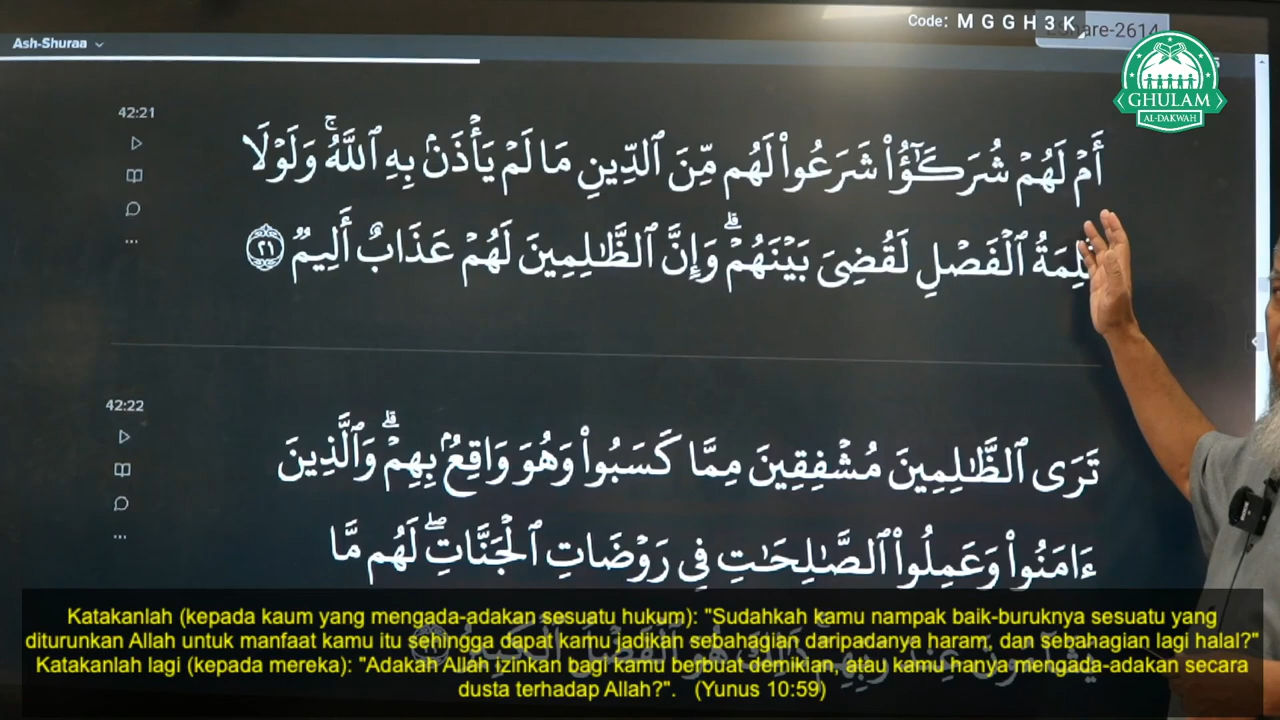 Code: M G G H 3 K
Share-2614
Ash-Shuraa
GHULAM
AL-DAKWAH
42:21
أَمْ لَهُمْ شُرَكَـٰٓؤُا۟ شَرَعُوا۟ لَهُم مِّنَ ٱلدِّينِ مَا لَمْ يَأْذَنۢ بِهِ ٱللَّهُ ۚ وَلَوْلَا
ٱلْفَصْلِ لَقُضِىَ بَيْنَهُمْ ۗ وَإِنَّ ٱلظَّـٰلِمِينَ لَهُمْ عَذَابٌ أَلِيمٌ ٢١
42:22
تَرَى ٱلظَّـٰلِمِينَ مُشْفِقِينَ مِمَّا كَسَبُوا۟ وَهُوَ وَاقِعٌۢ بِهِمْ ۗ وَٱلَّذِينَ
ءَامَنُوا۟ وَعَمِلُوا۟ ٱلصَّـٰلِحَـٰتِ فِى رَوْضَاتِ ٱلْجَنَّاتِ ۖ لَهُم مَّا
Katakanlah (kepada kaum yang mengada-adakan sesuatu hukum): "Sudahkah kamu nampak baik-buruknya sesuatu yang
diturunkan Allah untuk manfaat kamu itu sehingga dapat kamu jadikan sebahagian daripadanya haram, dan sebahagian lagi halal?"
Katakanlah lagi (kepada mereka): "Adakah Allah izinkan bagi kamu berbuat demikian, atau kamu hanya mengada-adakan secara
dusta terhadap Allah?". (Yunus 10:59)